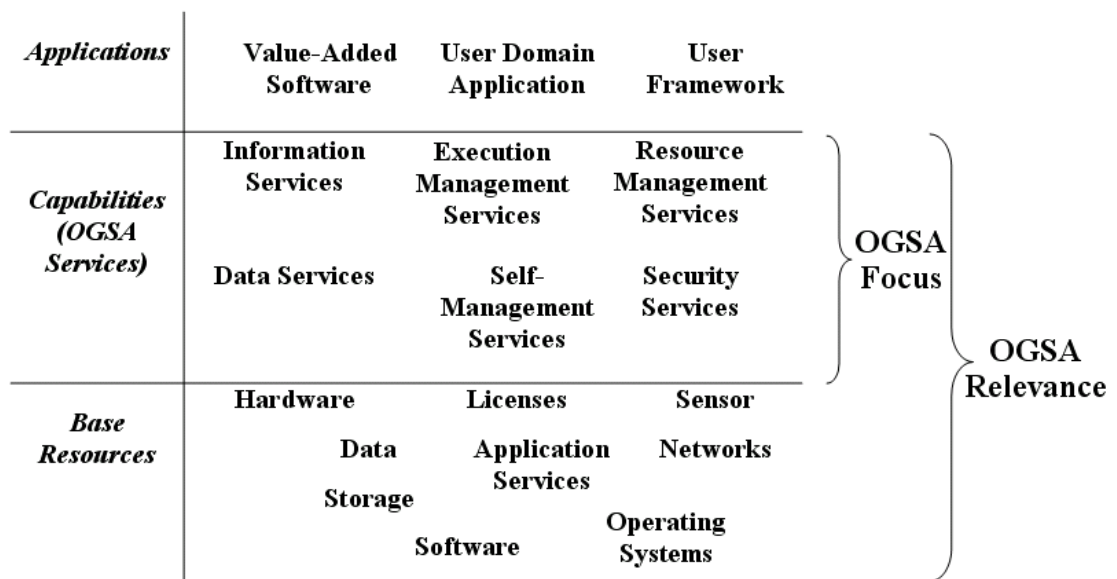 Applications
Value-Added
Software
User Domain
Application
User
Framework
Capabilities
(OGSA
Services)
Information
Services
Execution
Management
Services
Resource
Management
Services
Data Services
Self-
Management
Services
Security
Services
OGSA
Focus
OGSA
Relevance
Base
Resources
Hardware
Licenses
Sensor
Data
Application
Services
Networks
Storage
Software
Operating
Systems